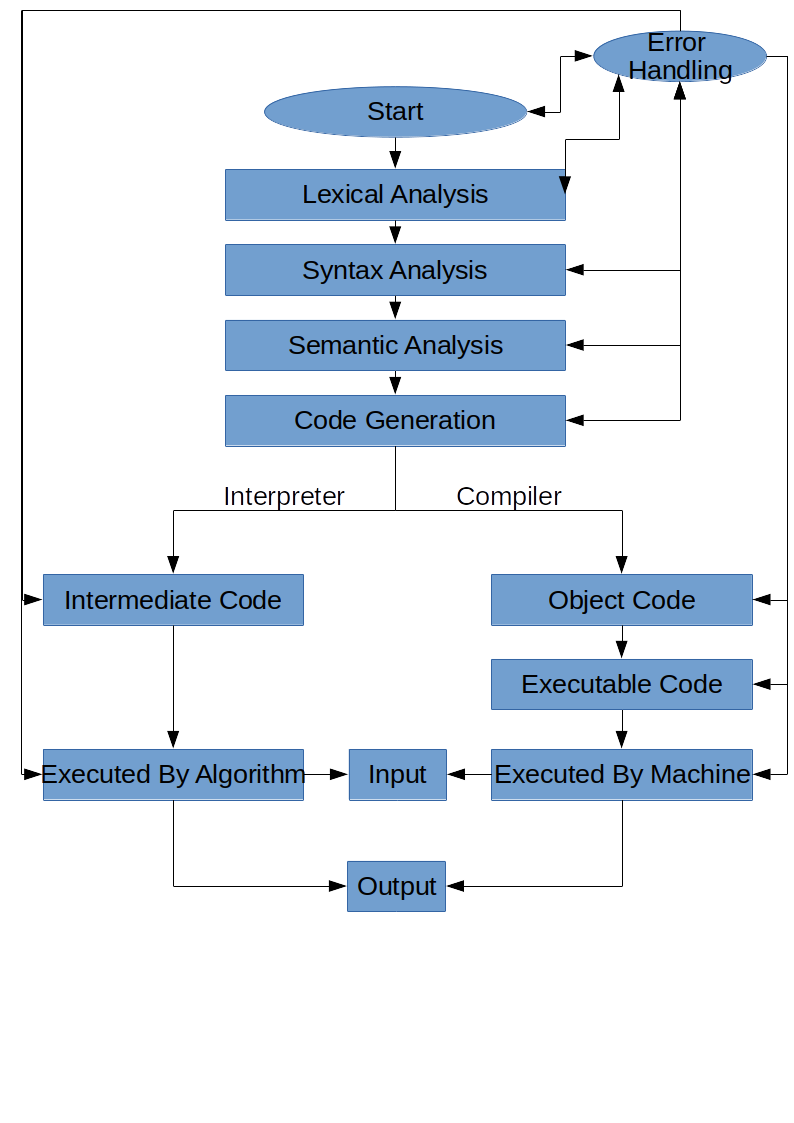 Error
Handling
Start
Lexical Analysis
Syntax Analysis
Semantic Analysis
Code Generation
Interpreter
Compiler
Intermediate Code
Object Code
Executable Code
Executed By Algorithm
Input
Executed By Machine
Output